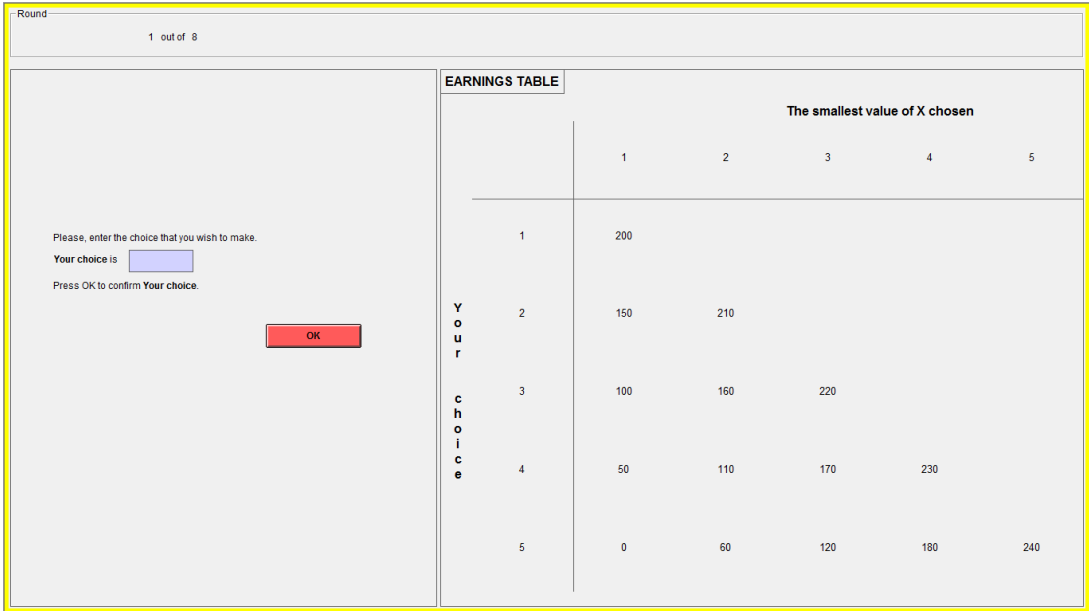 Round
1 out of 8
Please, enter the choice that you wish to make.
Your choice is
Press OK to confirm Your choice.
OK
EARNINGS TABLE
The smallest value of X chosen
1 2 3 4 5
Your choice
1 200
2 150 210
3 100 160 220
4 50 110 170 230
5 0 60 120 180 240